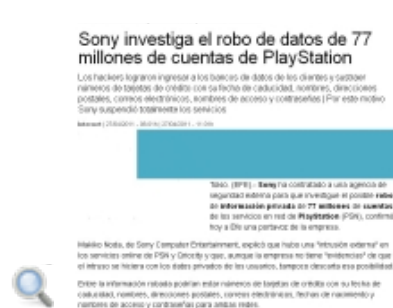 Sony investiga el robo de datos de 77
millones de cuentas de PlayStation
Los hackers lograron ingresar a los bancos de datos de los clientes y sustraer
números de tarjetas de crédito con su fecha de caducidad, nombres, direcciones
postales, correos electrónicos, nombres de acceso y contraseñas | Por este motivo
Sony suspendió totalmente los servicios
Tokio. (EFE).- Sony ha contratado a una agencia de
seguridad externa para que investigue el posible robo
de información privada de 77 millones de cuentas
de los servicios en red de PlayStation (PSN), confirmó
hoy a Efe una portavoz de la empresa.
Noda, de Sony Computer Entertainment, explicó que hubo una "intrusión externa" en
los servicios online de PSN y Qriocity y que, aunque la empresa no tiene "evidencias" de que
el intruso se hiciera con los datos privados de los usuarios, tampoco descarta esa posibilidad.
Entre la información robada podrían estar números de tarjetas de crédito con su fecha de
caducidad, nombres, direcciones postales, correos electrónicos, fechas de nacimiento y
nombres de acceso y contraseñas para ambas redes.